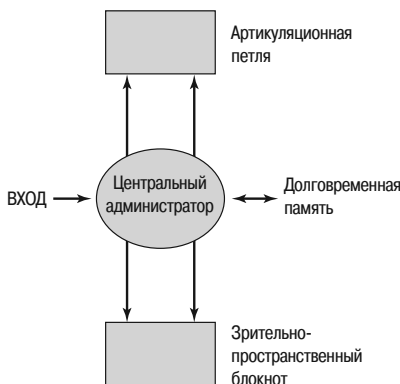 Артикуляционная
петля
Центральный
администратор
ВХОД
Долговременная
память
Зрительно-
пространственный
блокнот